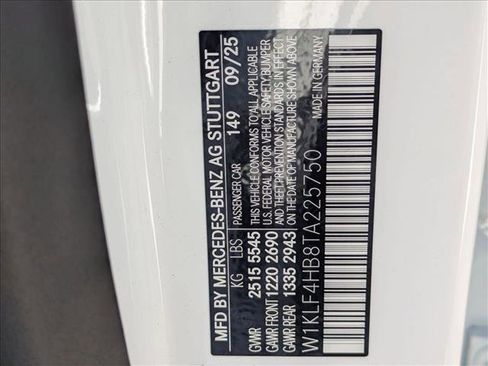 MFD BY MERCEDES-BENZ AG STUTTGART
149 09/25
KG LBS PASSENGER CAR
GVWR 2515 5545 THIS VEHICLE CONFORMS TO ALL APPLICABLE
GAWR FRONT 1220 2690 U.S. FEDERAL MOTOR VEHICLE SAFETY BUMPER
AND THEFT PREVENTION STANDARDS IN EFFECT
GAWR REAR 1335 2943 ON THE DATE OF MANUFACTURE SHOWN ABOVE
W1KLF4HB8TA225750 MADE IN GERMANY